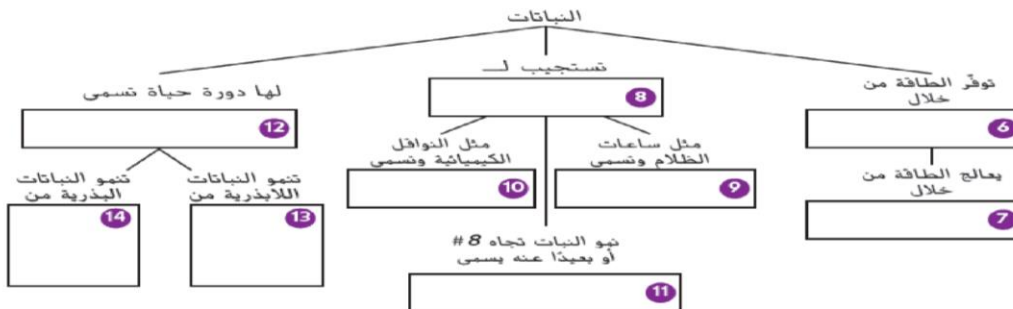 النباتات
توفّر الطاقة من
خلال
6
يعالج الطاقة من
خلال
7
تستجيب لـ
8
مثل ساعات
الظلام وتسمى
9
مثل النواقل
الكيميائية وتسمى
10
نمو النبات تجاه 8#
أو بعيدًا عنه يسمى
11
لها دورة حياة تسمى
12
تنمو النباتات
اللابذرية من
13
تنمو النباتات
البذرية من
14